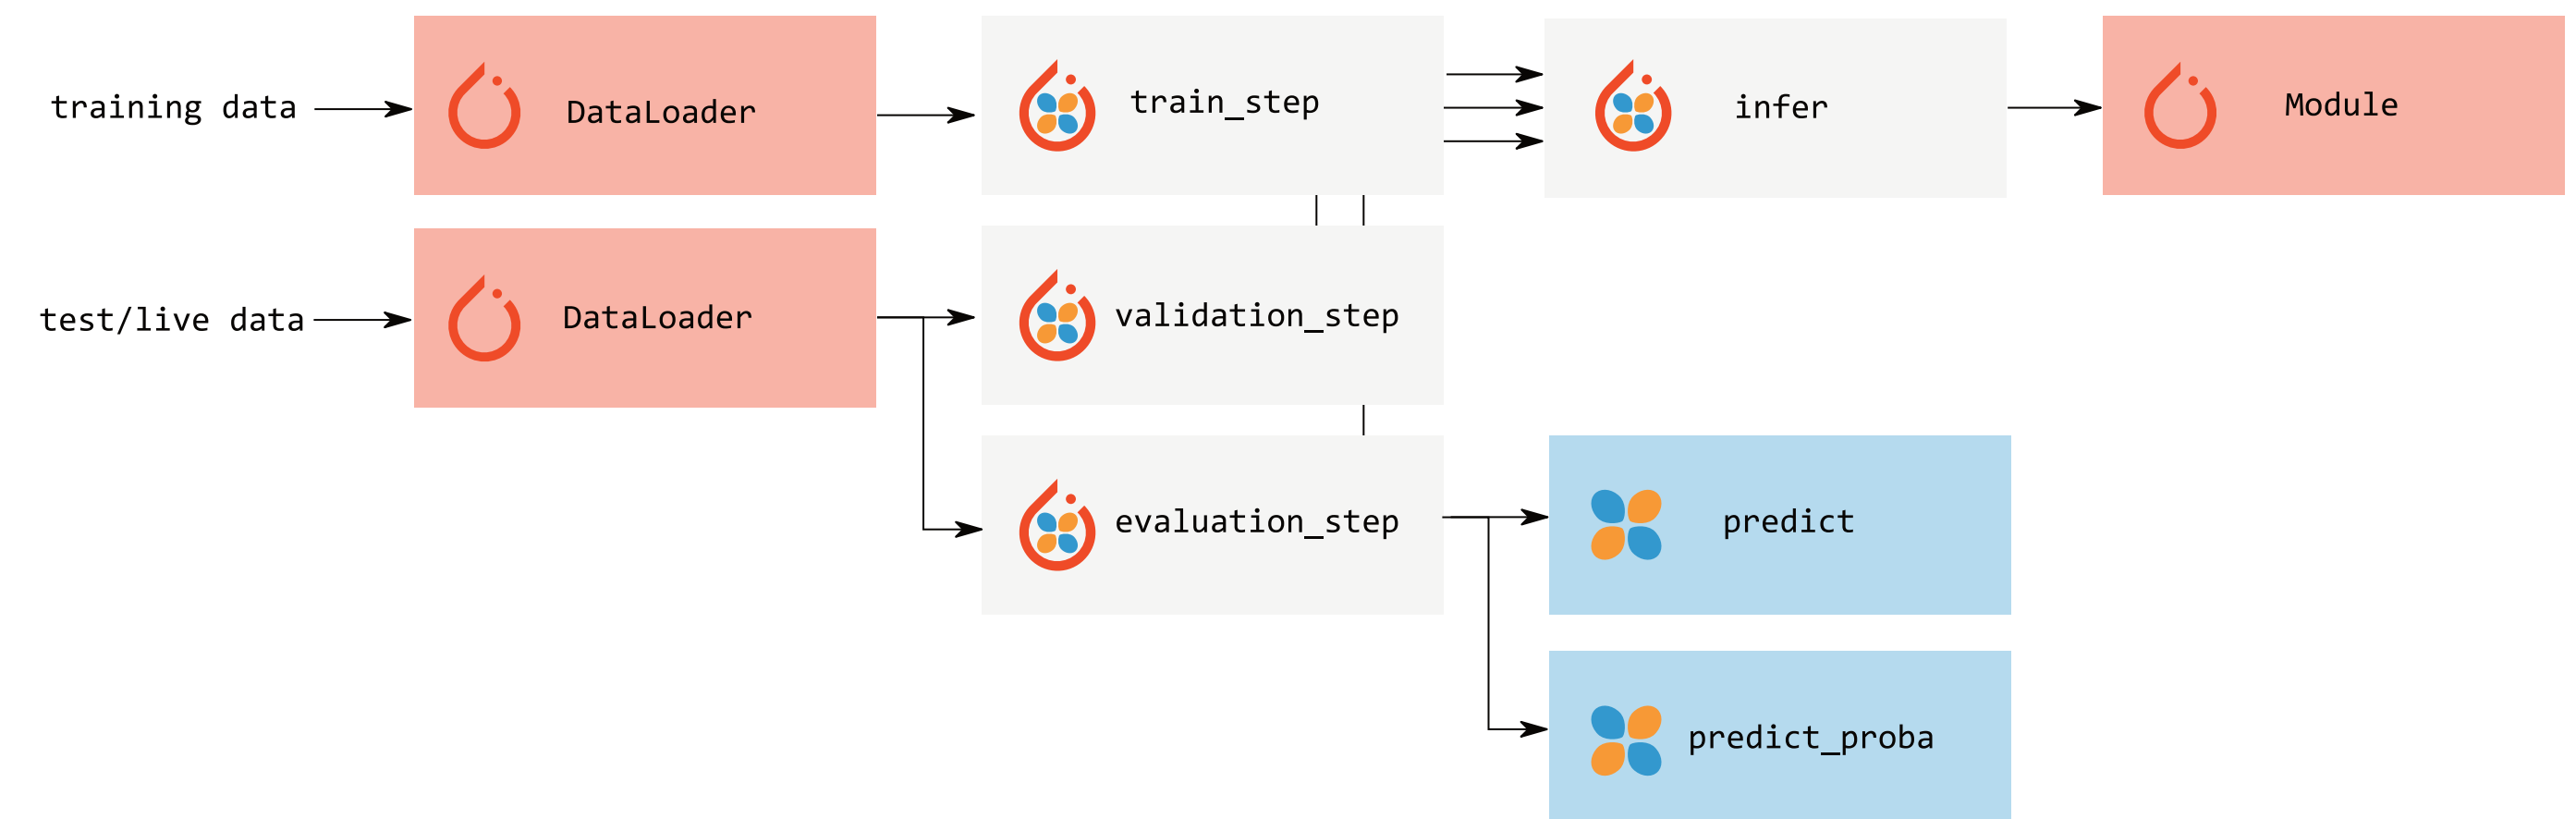 training data
DataLoader
train_step
infer
Module
test/live data
DataLoader
validation_step
evaluation_step
predict
predict_proba